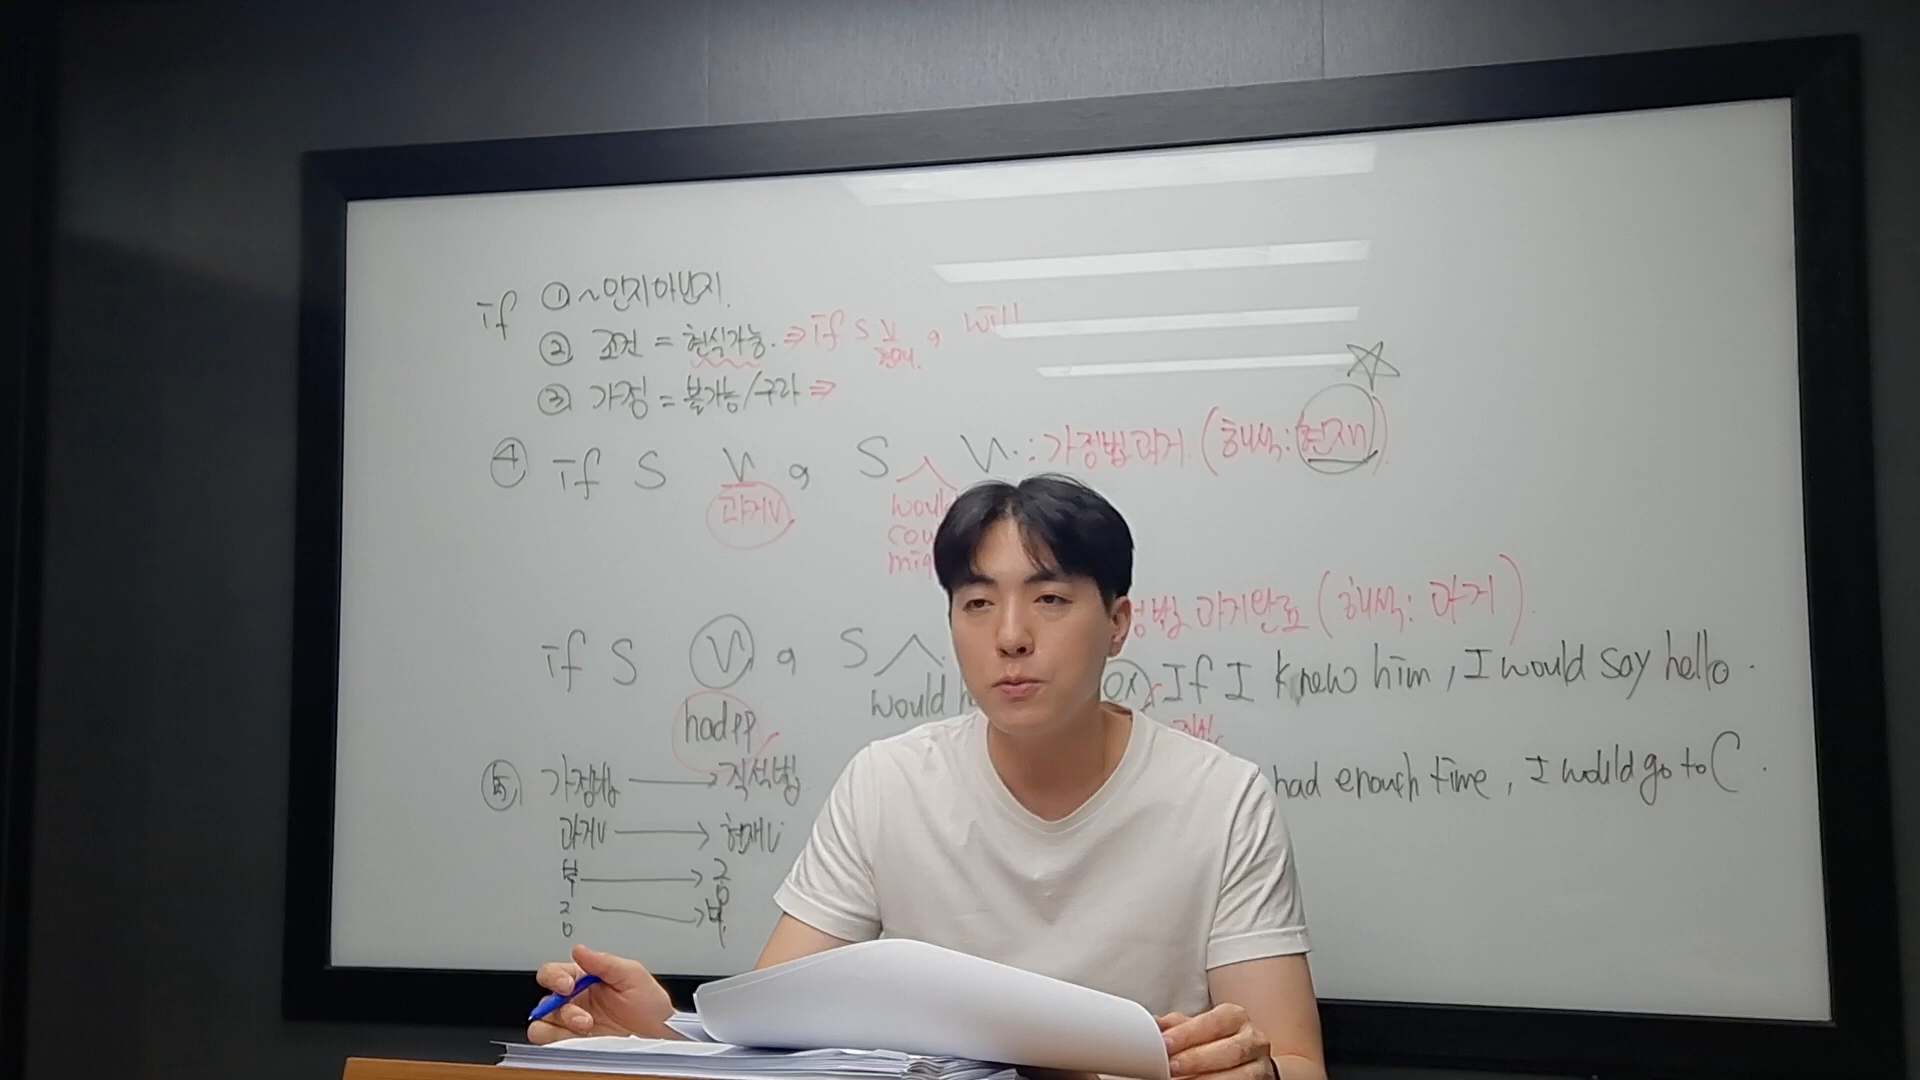 if ① ~인지 아닌지.
② 조건 = 현실가능. ⇒ if S V 현재, will
③ 가정 = 불가능/구라 ⇒
④ if S V, S V.: 가정법 과거 (해석: 현재)
과거V
would
if S V, S 과거완료 (해석: 과거).
had pp would
ex) If I knew him, I would say hello.
had enough time, I would go to C.
⑤ 가정법 → 직설법
과거V → 현재V
부 → 긍
긍 → 부.